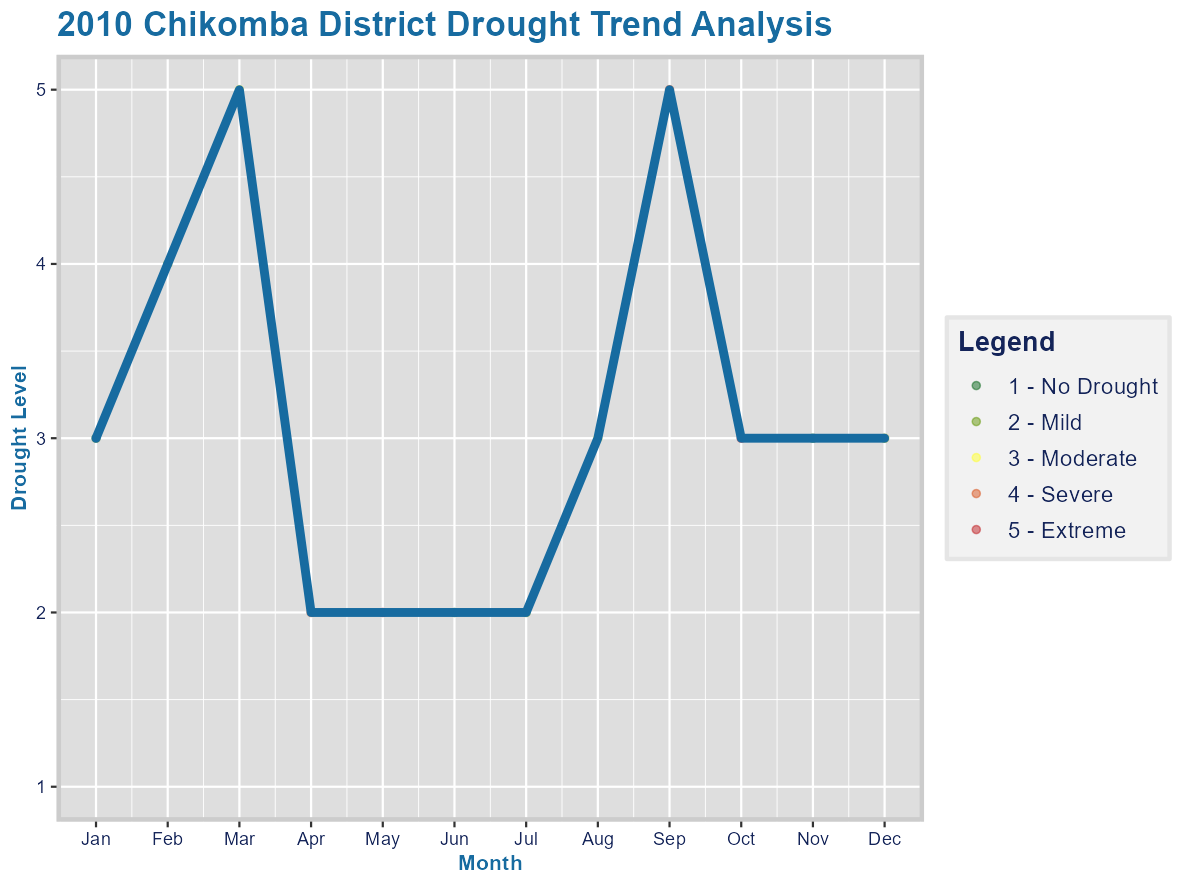 2010 Chikomba District Drought Trend Analysis
5
4
3
2
1
Drought Level
Jan Feb Mar Apr May Jun Jul Aug Sep Oct Nov Dec
Month
Legend
1 - No Drought
2 - Mild
3 - Moderate
4 - Severe
5 - Extreme